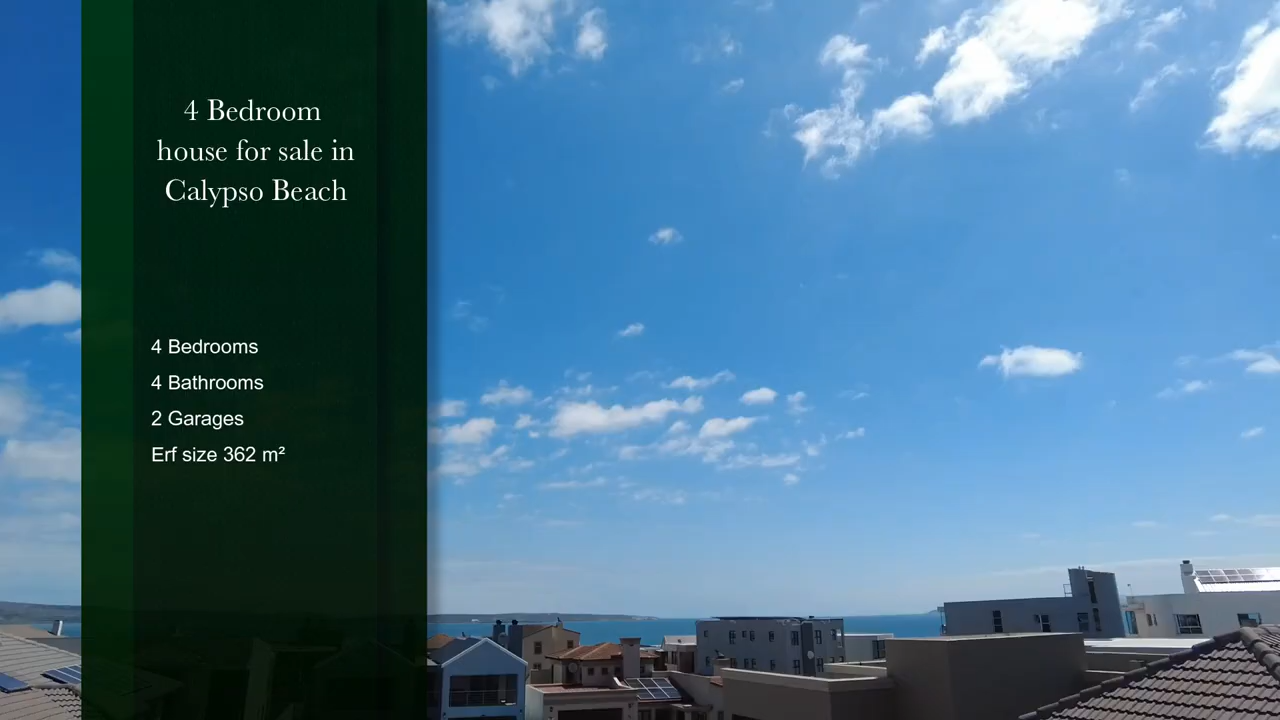 4 Bedroom
house for sale in
Calypso Beach
4 Bedrooms
4 Bathrooms
2 Garages
Erf size 362 m²